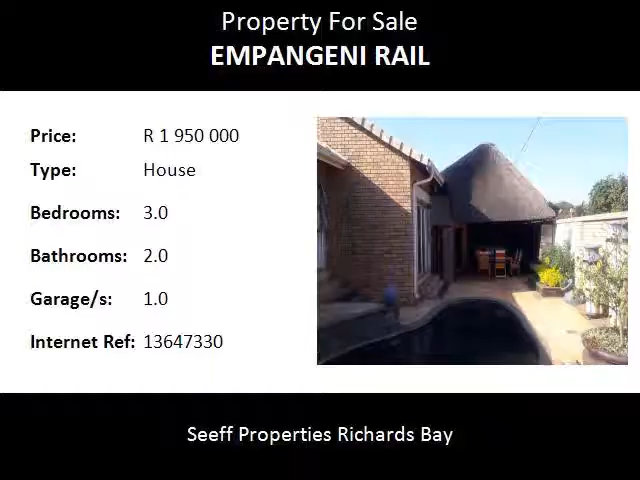 Property For Sale
EMPANGENI RAIL
Price: R 1 950 000
Type: House
Bedrooms: 3.0
Bathrooms: 2.0
Garage/s: 1.0
Internet Ref: 13647330
Seeff Properties Richards Bay